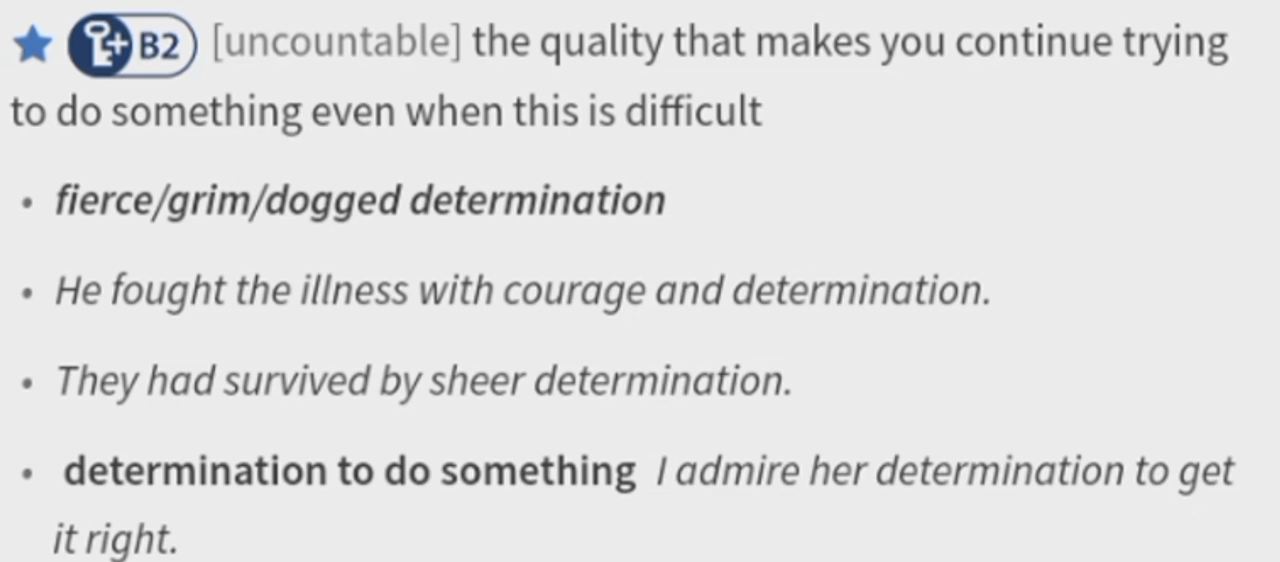 B2 [uncountable] the quality that makes you continue trying
to do something even when this is difficult
• fierce/grim/dogged determination
• He fought the illness with courage and determination.
• They had survived by sheer determination.
• determination to do something I admire her determination to get
it right.